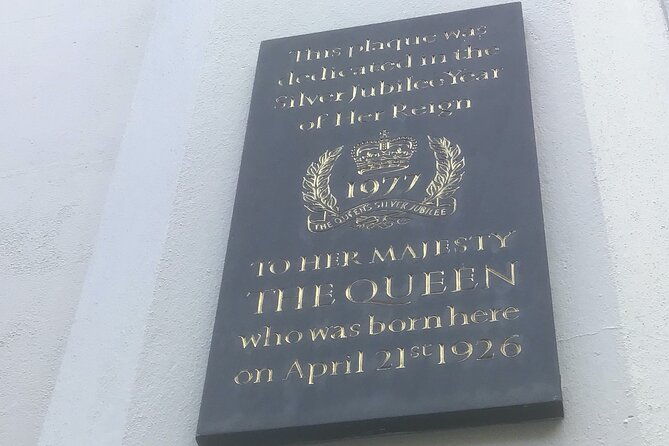 This plaque was
dedicated in the
Silver Jubilee Year
of Her Reign
1977
THE QUEEN'S SILVER JUBILEE
TO HER MAJESTY
THE QUEEN
who was born here
on April 21st 1926